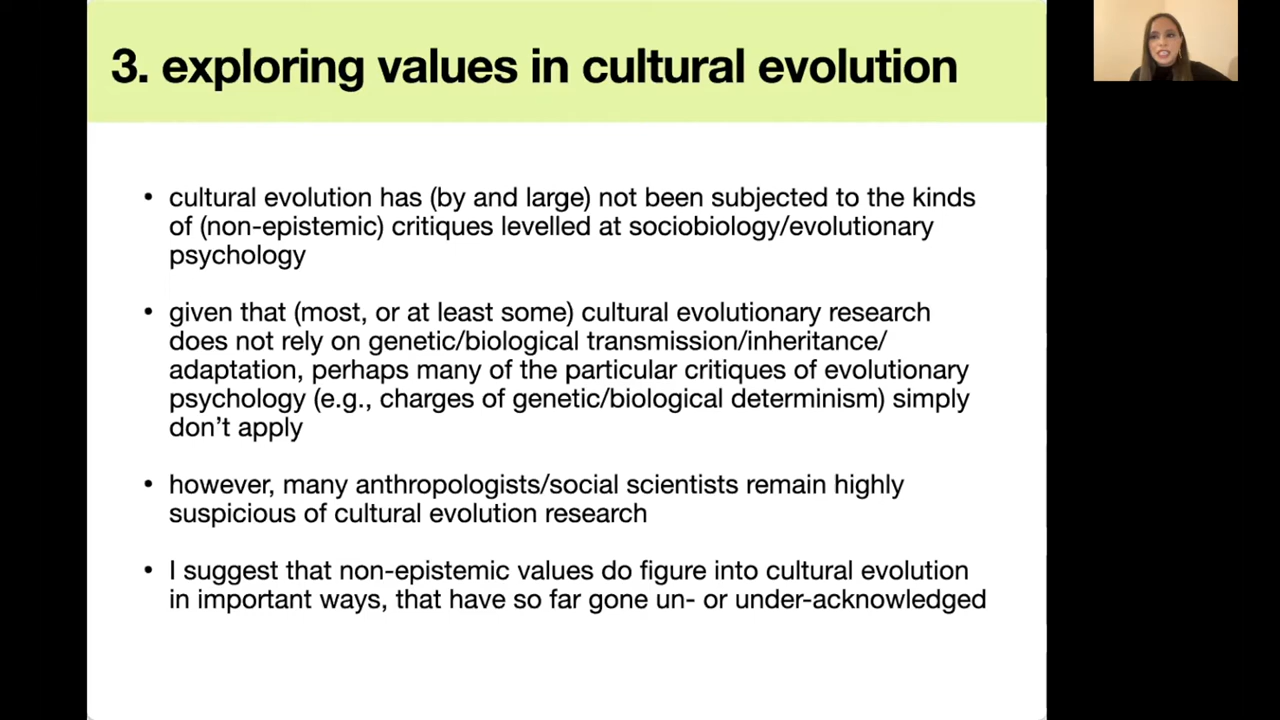 3. exploring values in cultural evolution
• cultural evolution has (by and large) not been subjected to the kinds
of (non-epistemic) critiques levelled at sociobiology/evolutionary
psychology
• given that (most, or at least some) cultural evolutionary research
does not rely on genetic/biological transmission/inheritance/
adaptation, perhaps many of the particular critiques of evolutionary
psychology (e.g., charges of genetic/biological determinism) simply
don’t apply
• however, many anthropologists/social scientists remain highly
suspicious of cultural evolution research
• I suggest that non-epistemic values do figure into cultural evolution
in important ways, that have so far gone un- or under-acknowledged